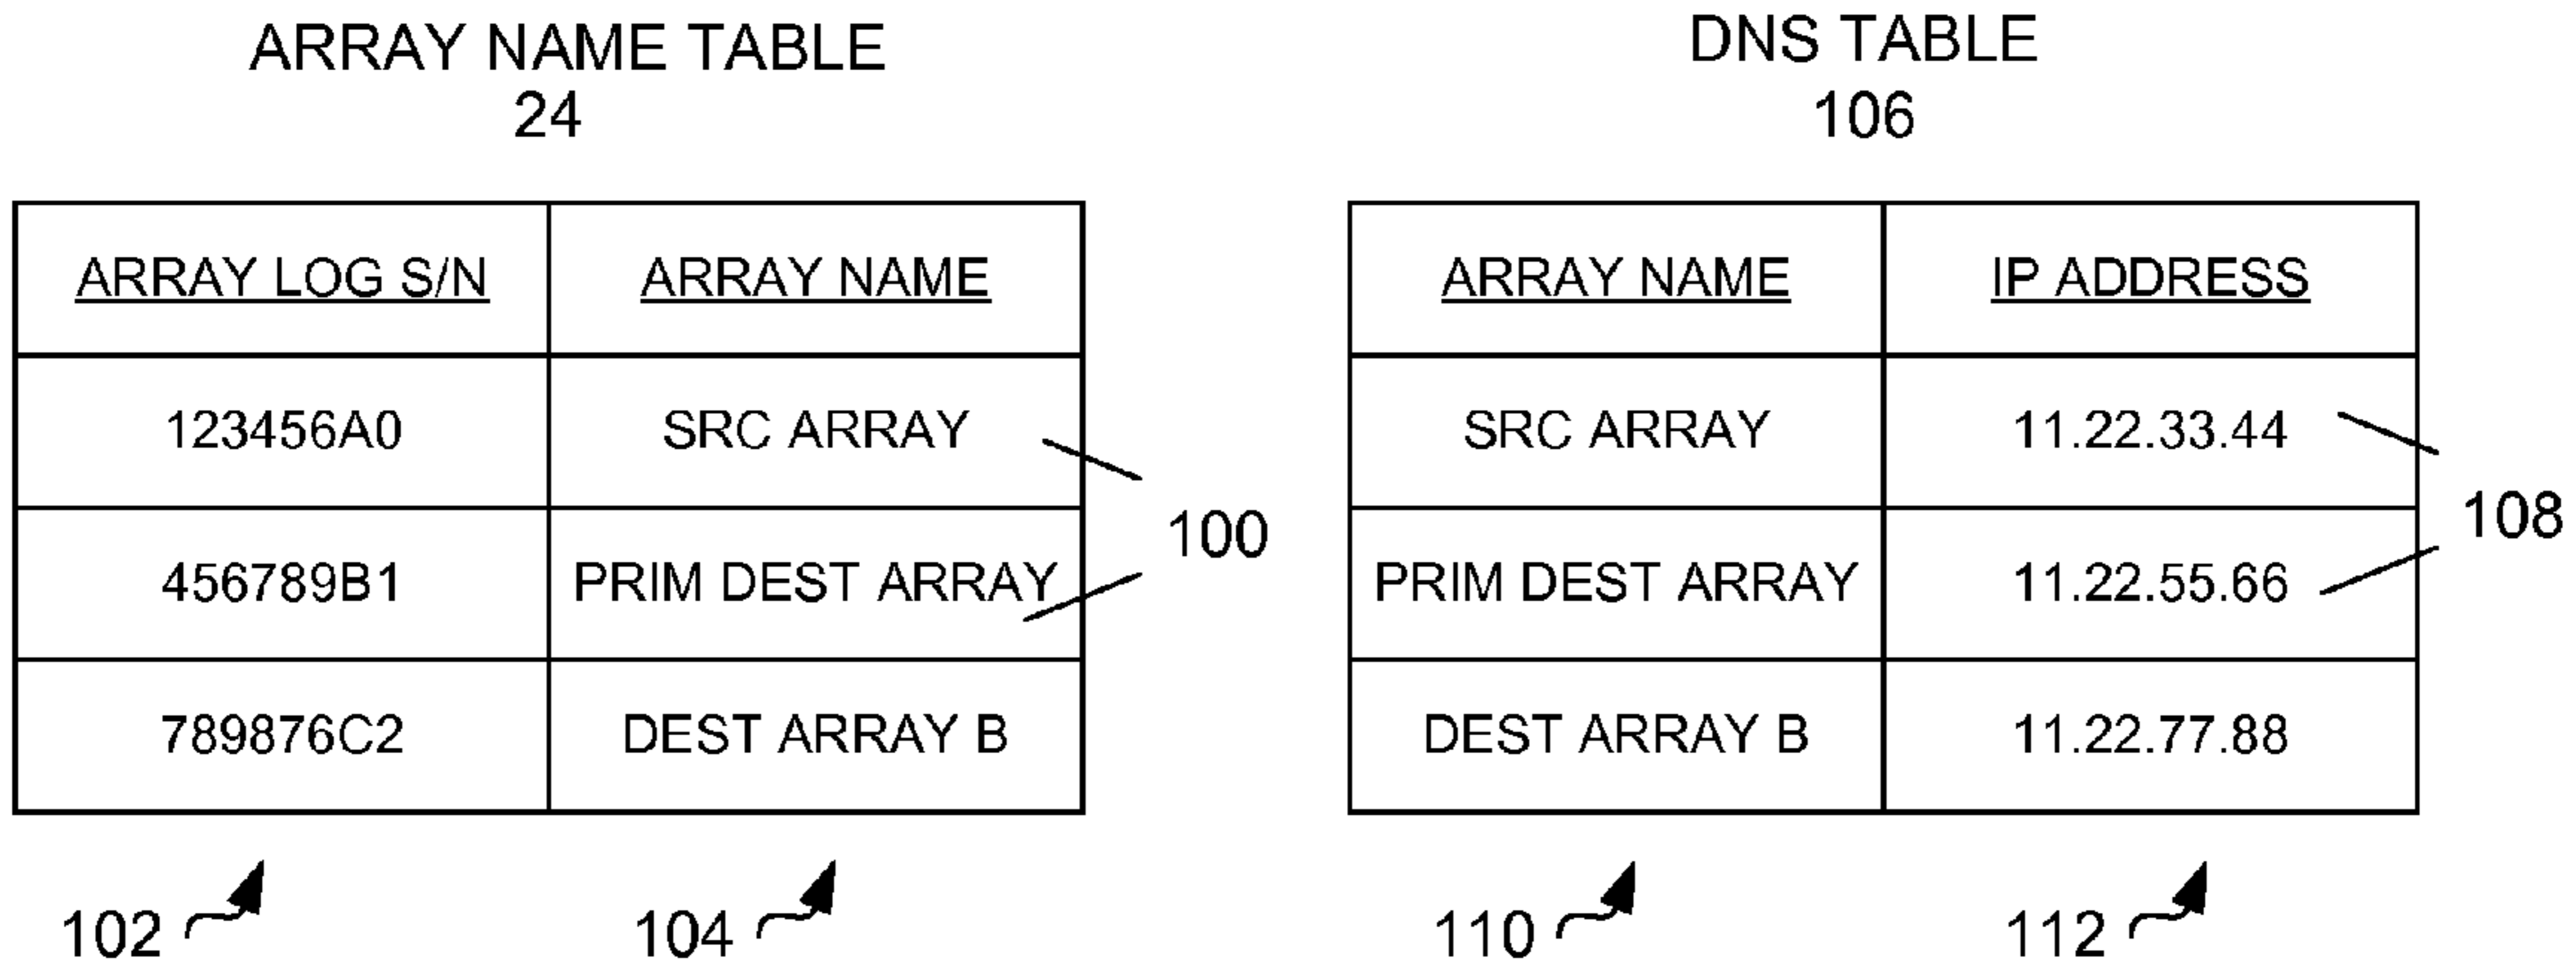 ARRAY NAME TABLE
24
ARRAY LOG S/N ARRAY NAME
123456A0 SRC ARRAY
456789B1 PRIM DEST ARRAY
789876C2 DEST ARRAY B
100
102 104
DNS TABLE
106
ARRAY NAME IP ADDRESS
SRC ARRAY 11.22.33.44
PRIM DEST ARRAY 11.22.55.66
DEST ARRAY B 11.22.77.88
108
110 112